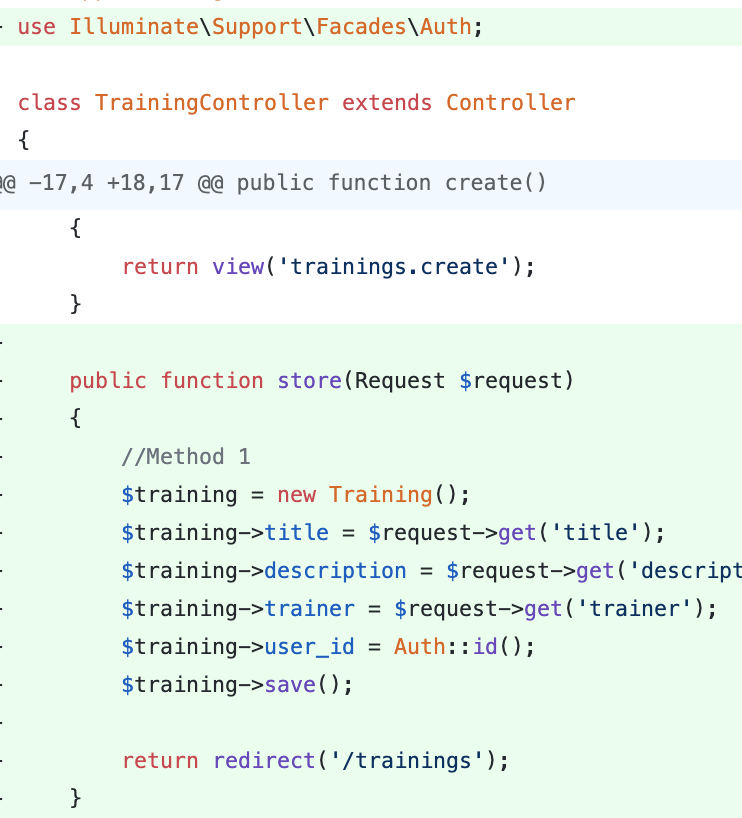 use Illuminate\Support\Facades\Auth;
class TrainingController extends Controller
{
@@ -17,4 +18,17 @@ public function create()
{
return view('trainings.create');
}
public function store(Request $request)
{
//Method 1
$training = new Training();
$training->title = $request->get('title');
$training->description = $request->get('descript
$training->trainer = $request->get('trainer');
$training->user_id = Auth::id();
$training->save();
return redirect('/trainings');
}